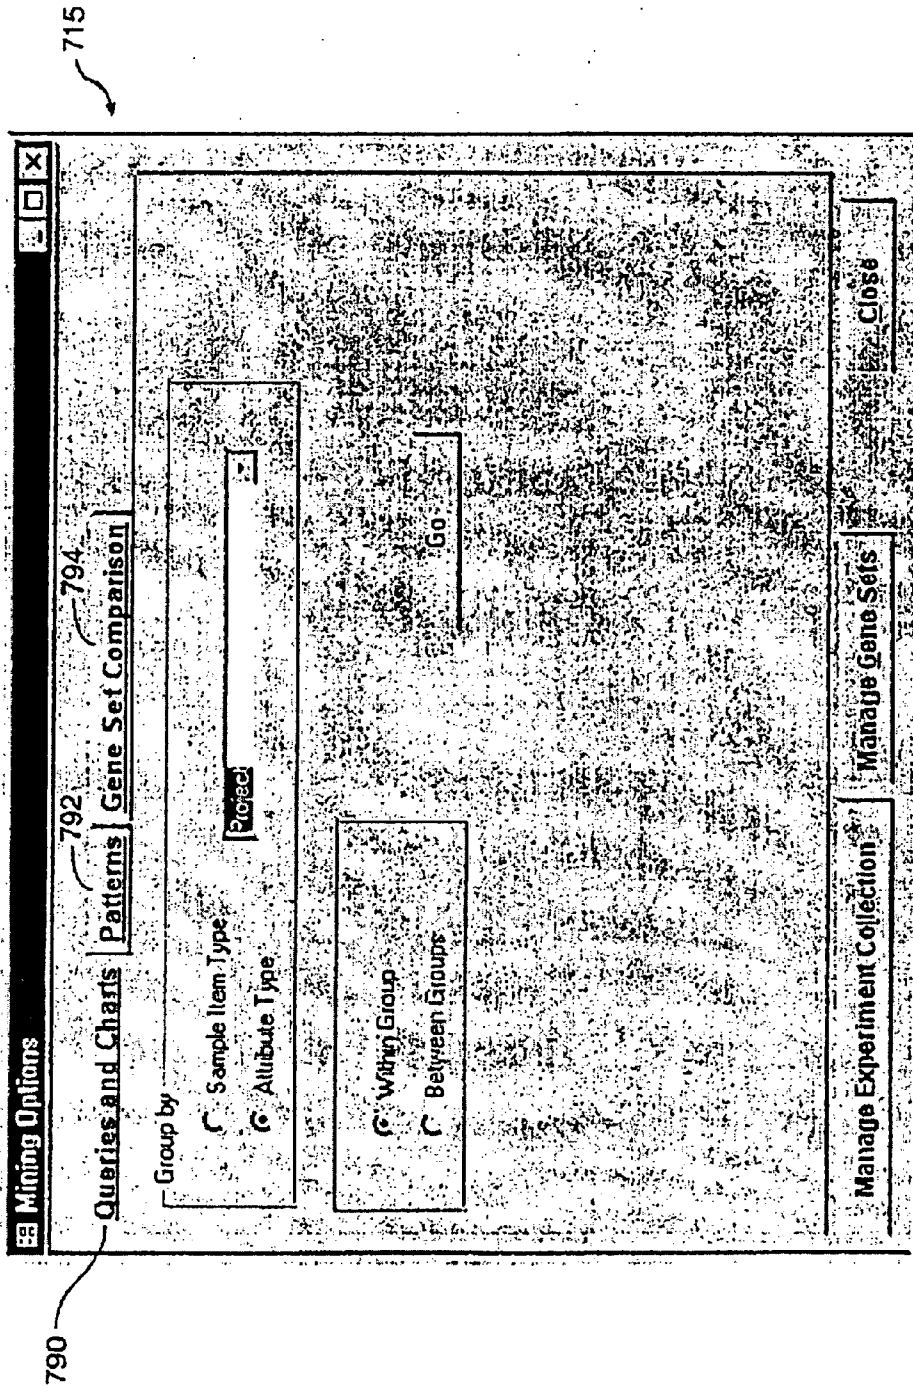 715
Mining Options
790
Queries and Charts
792
Patterns
794
Gene Set Comparison
Group by
Sample Item Type
Attribute Type
Project
Within Group
Between Groups
Go
Manage Experiment Collection
Manage Gene Sets
Close